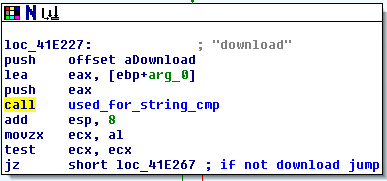 loc_41E227: ; "download"
push offset aDownload
lea eax, [ebp+arg_0]
push eax
call used_for_string_cmp
add esp, 8
movzx ecx, al
test ecx, ecx
jz short loc_41E267 ; if not download jump